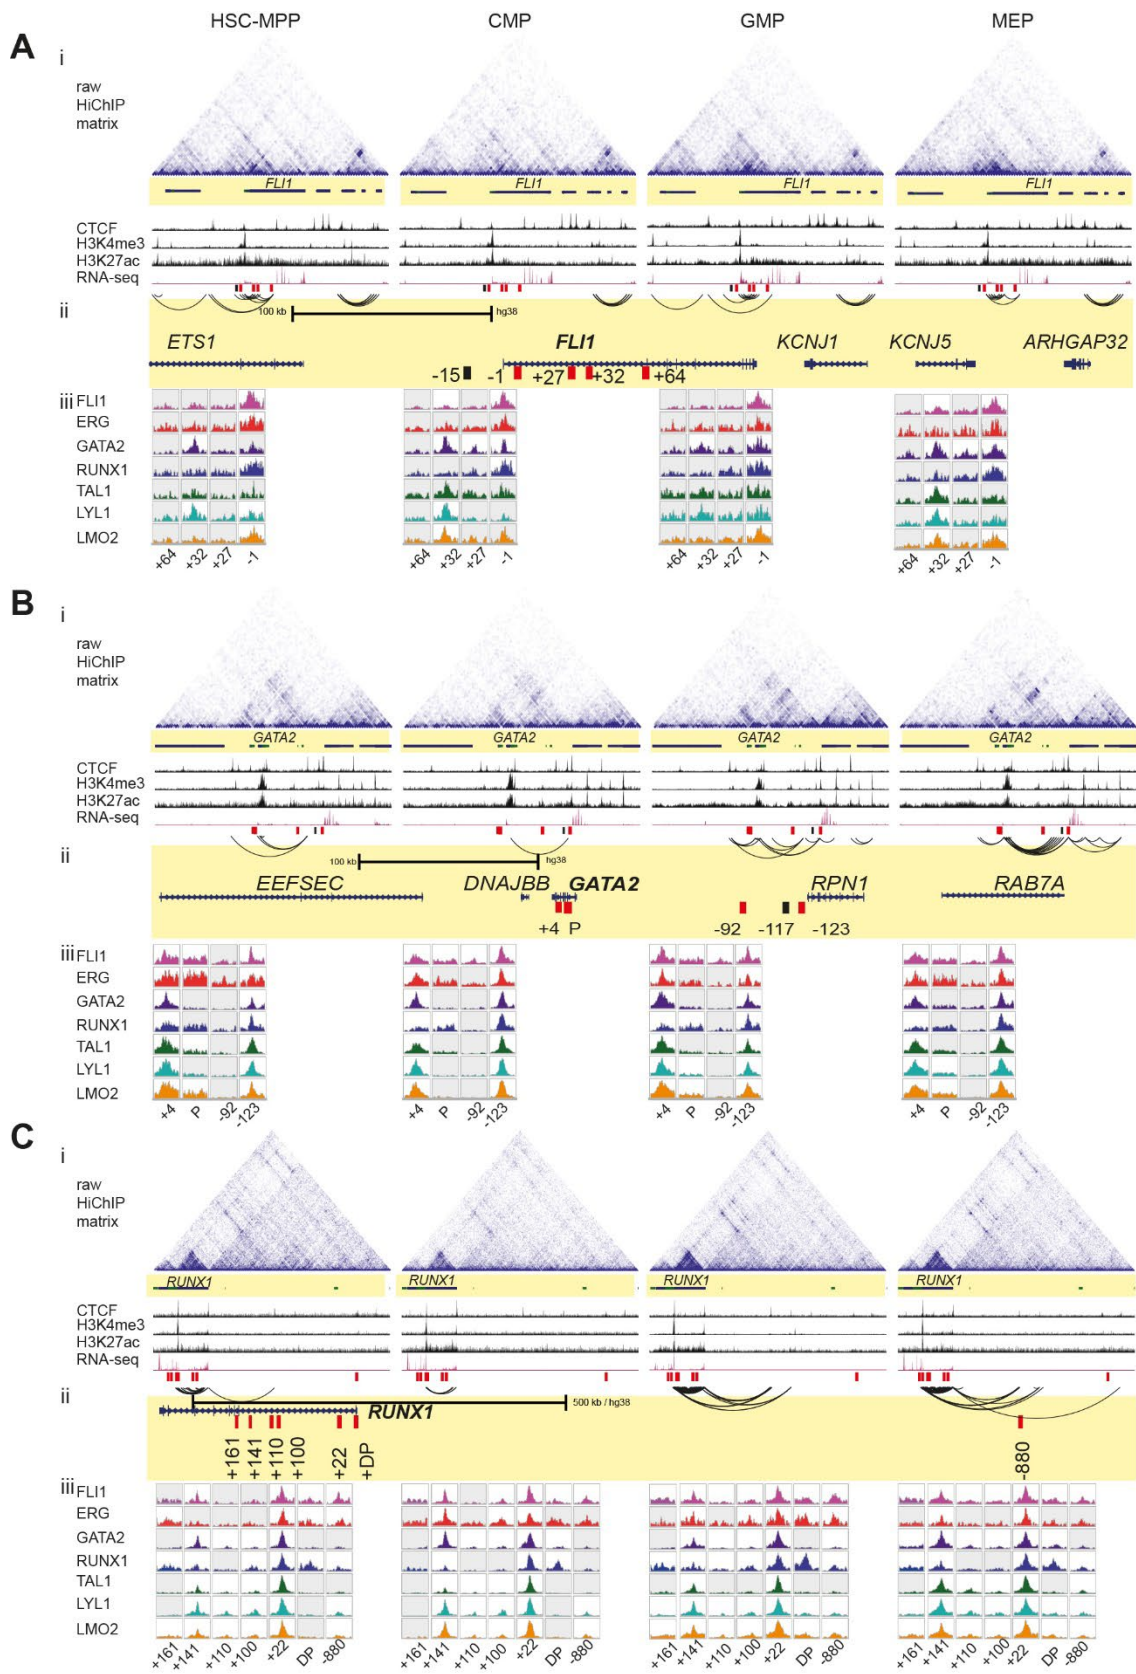 HSC-MPP CMP GMP MEP
A
i
raw
HiChIP
matrix
FLI1 FLI1 FLI1 FLI1
CTCF
H3K4me3
H3K27ac
RNA-seq
ii
100 kb hg38
ETS1 FLI1 KCNJ1 KCNJ5 ARHGAP32
-15 -1 +27 +32 +64
iii
FLI1
ERG
GATA2
RUNX1
TAL1
LYL1
LMO2
+64 +32 +27 -1 +64 +32 +27 -1 +64 +32 +27 -1 +64 +32 +27 -1
B
i
raw
HiChIP
matrix
GATA2 GATA2 GATA2 GATA2
CTCF
H3K4me3
H3K27ac
RNA-seq
ii
100 kb hg38
EEFSEC DNAJBB GATA2 RPN1 RAB7A
+4 P -92 -117 -123
iii
FLI1
ERG
GATA2
RUNX1
TAL1
LYL1
LMO2
+4 P -92 -123 +4 P -92 -123 +4 P -92 -123 +4 P -92 -123
C
i
raw
HiChIP
matrix
RUNX1 RUNX1 RUNX1 RUNX1
CTCF
H3K4me3
H3K27ac
RNA-seq
ii
500 kb / hg38
RUNX1
+161 +141 +110 +100 +22 +DP -880
iii
FLI1
ERG
GATA2
RUNX1
TAL1
LYL1
LMO2
+161 +141 +110 +100 +22 DP -880 +161 +141 +110 +100 +22 DP -880 +161 +141 +110 +100 +22 DP -880 +161 +141 +110 +100 +22 DP -880